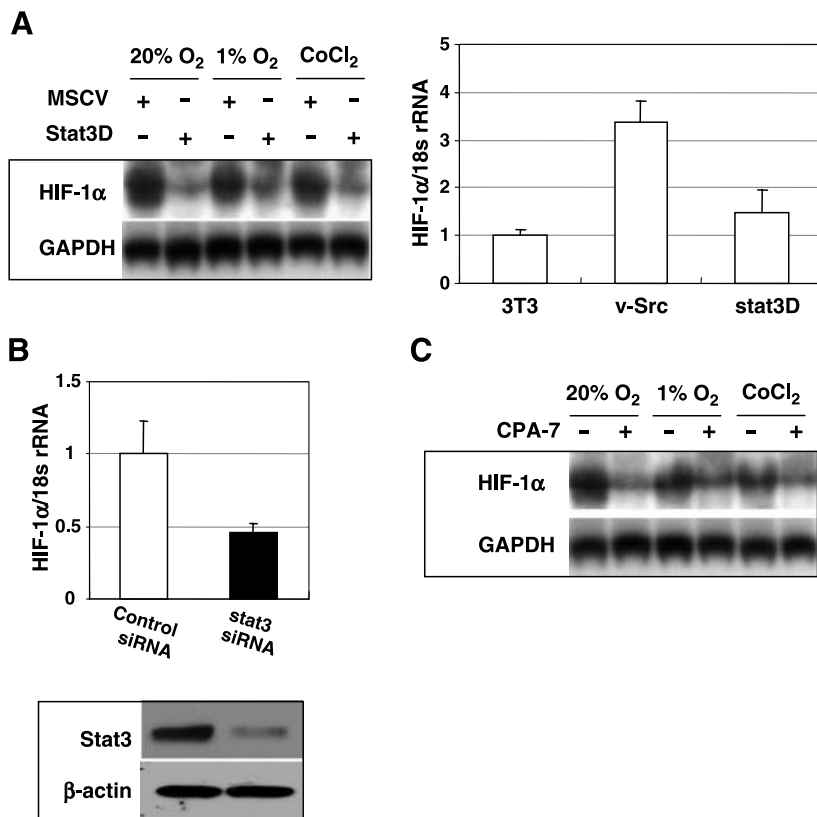 A
20% O₂ 1% O₂ CoCl₂
MSCV + - + - + -
Stat3D - + - + - +
HIF-1α
GAPDH
HIF-1α/18s rRNA
5
4
3
2
1
0
3T3 v-Src stat3D
B
HIF-1α/18s rRNA
1.5
1
0.5
0
Control siRNA
stat3 siRNA
Stat3
β-actin
C
20% O₂ 1% O₂ CoCl₂
CPA-7 - + - + - +
HIF-1α
GAPDH